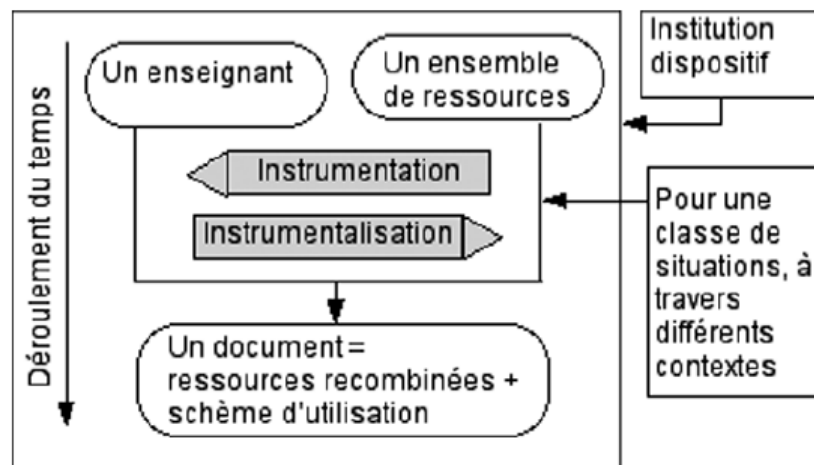 Déroulement du temps
Un enseignant
Un ensemble
de ressources
Instrumentation
Instrumentalisation
Un document =
ressources recombinées +
schème d'utilisation
Institution
dispositif
Pour une
classe de
situations, à
travers
différents
contextes